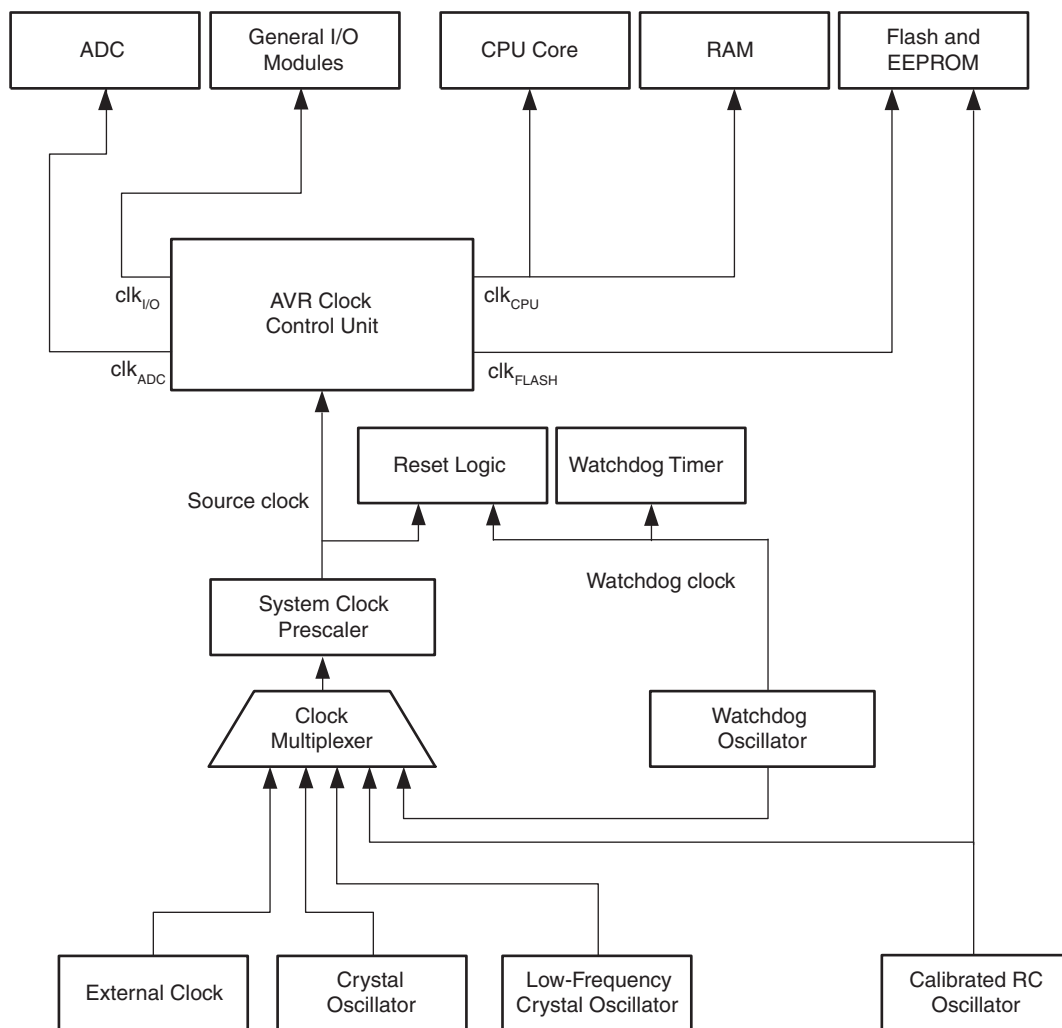 ADC
General I/O
Modules
CPU Core
RAM
Flash and
EEPROM
clkI/O
AVR Clock
Control Unit
clkCPU
clkADC
clkFLASH
Reset Logic
Watchdog Timer
Source clock
Watchdog clock
System Clock
Prescaler
Clock
Multiplexer
Watchdog
Oscillator
External Clock
Crystal
Oscillator
Low-Frequency
Crystal Oscillator
Calibrated RC
Oscillator